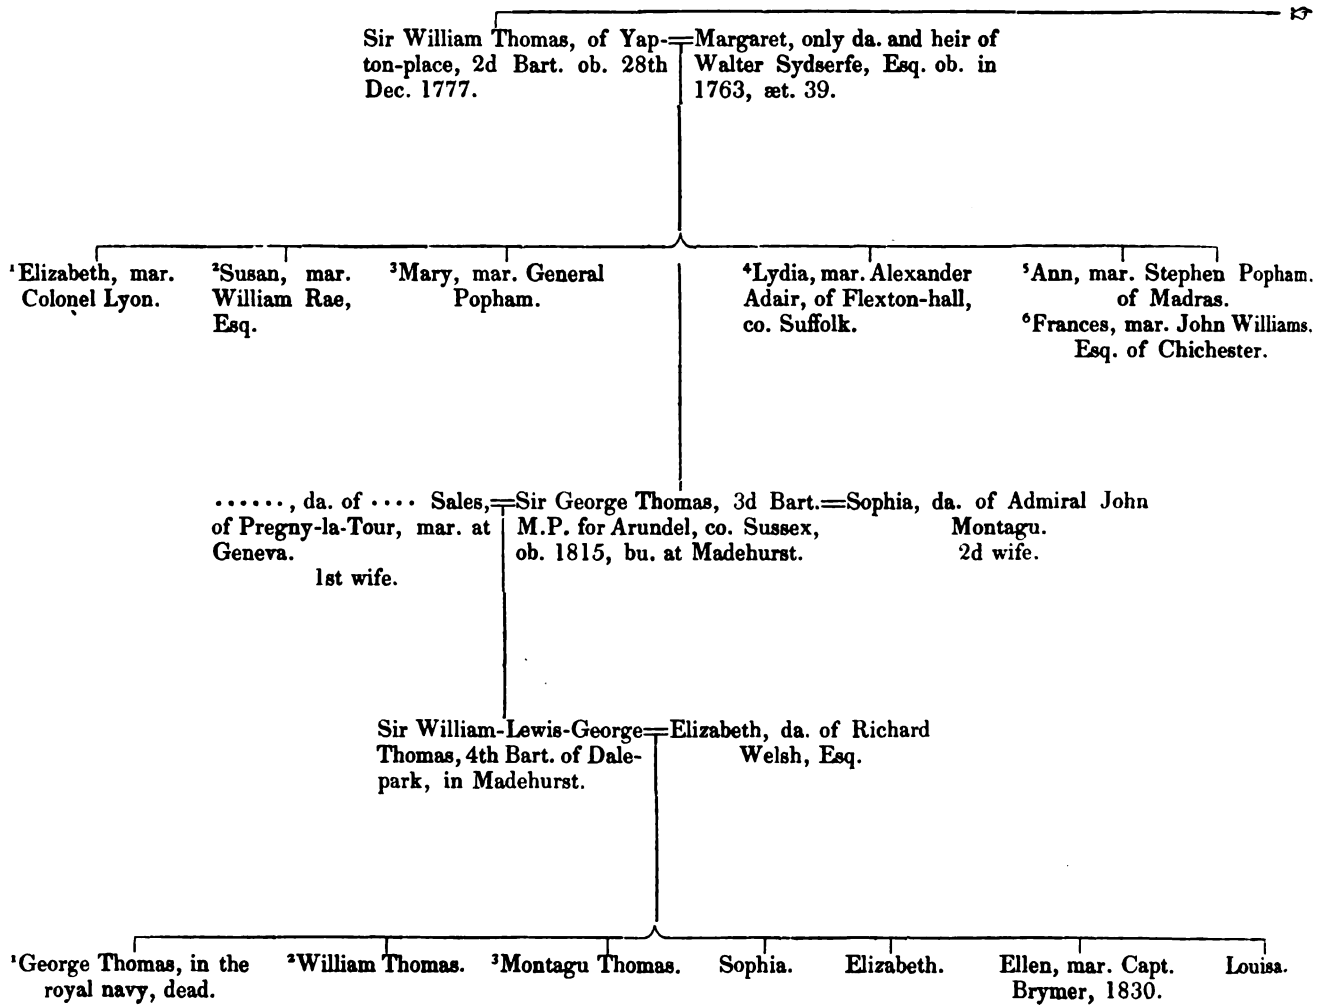 Sir William Thomas, of Yap-
ton-place, 2d Bart. ob. 28th
Dec. 1777.
Margaret, only da. and heir of
Walter Sydserfe, Esq. ob. in
1763, æt. 39.
¹Elizabeth, mar.
Colonel Lyon.
²Susan, mar.
William Rae,
Esq.
³Mary, mar. General
Popham.
⁴Lydia, mar. Alexander
Adair, of Flexton-hall,
co. Suffolk.
⁵Ann, mar. Stephen Popham.
of Madras.
⁶Frances, mar. John Williams.
Esq. of Chichester.
······, da. of ···· Sales,
of Pregny-la-Tour, mar. at
Geneva.
1st wife.
Sir George Thomas, 3d Bart.
M.P. for Arundel, co. Sussex,
ob. 1815, bu. at Madehurst.
Sophia, da. of Admiral John
Montagu.
2d wife.
Sir William-Lewis-George
Thomas, 4th Bart. of Dale-
park, in Madehurst.
Elizabeth, da. of Richard
Welsh, Esq.
¹George Thomas, in the
royal navy, dead.
²William Thomas.
³Montagu Thomas.
Sophia.
Elizabeth.
Ellen, mar. Capt.
Brymer, 1830.
Louisa.